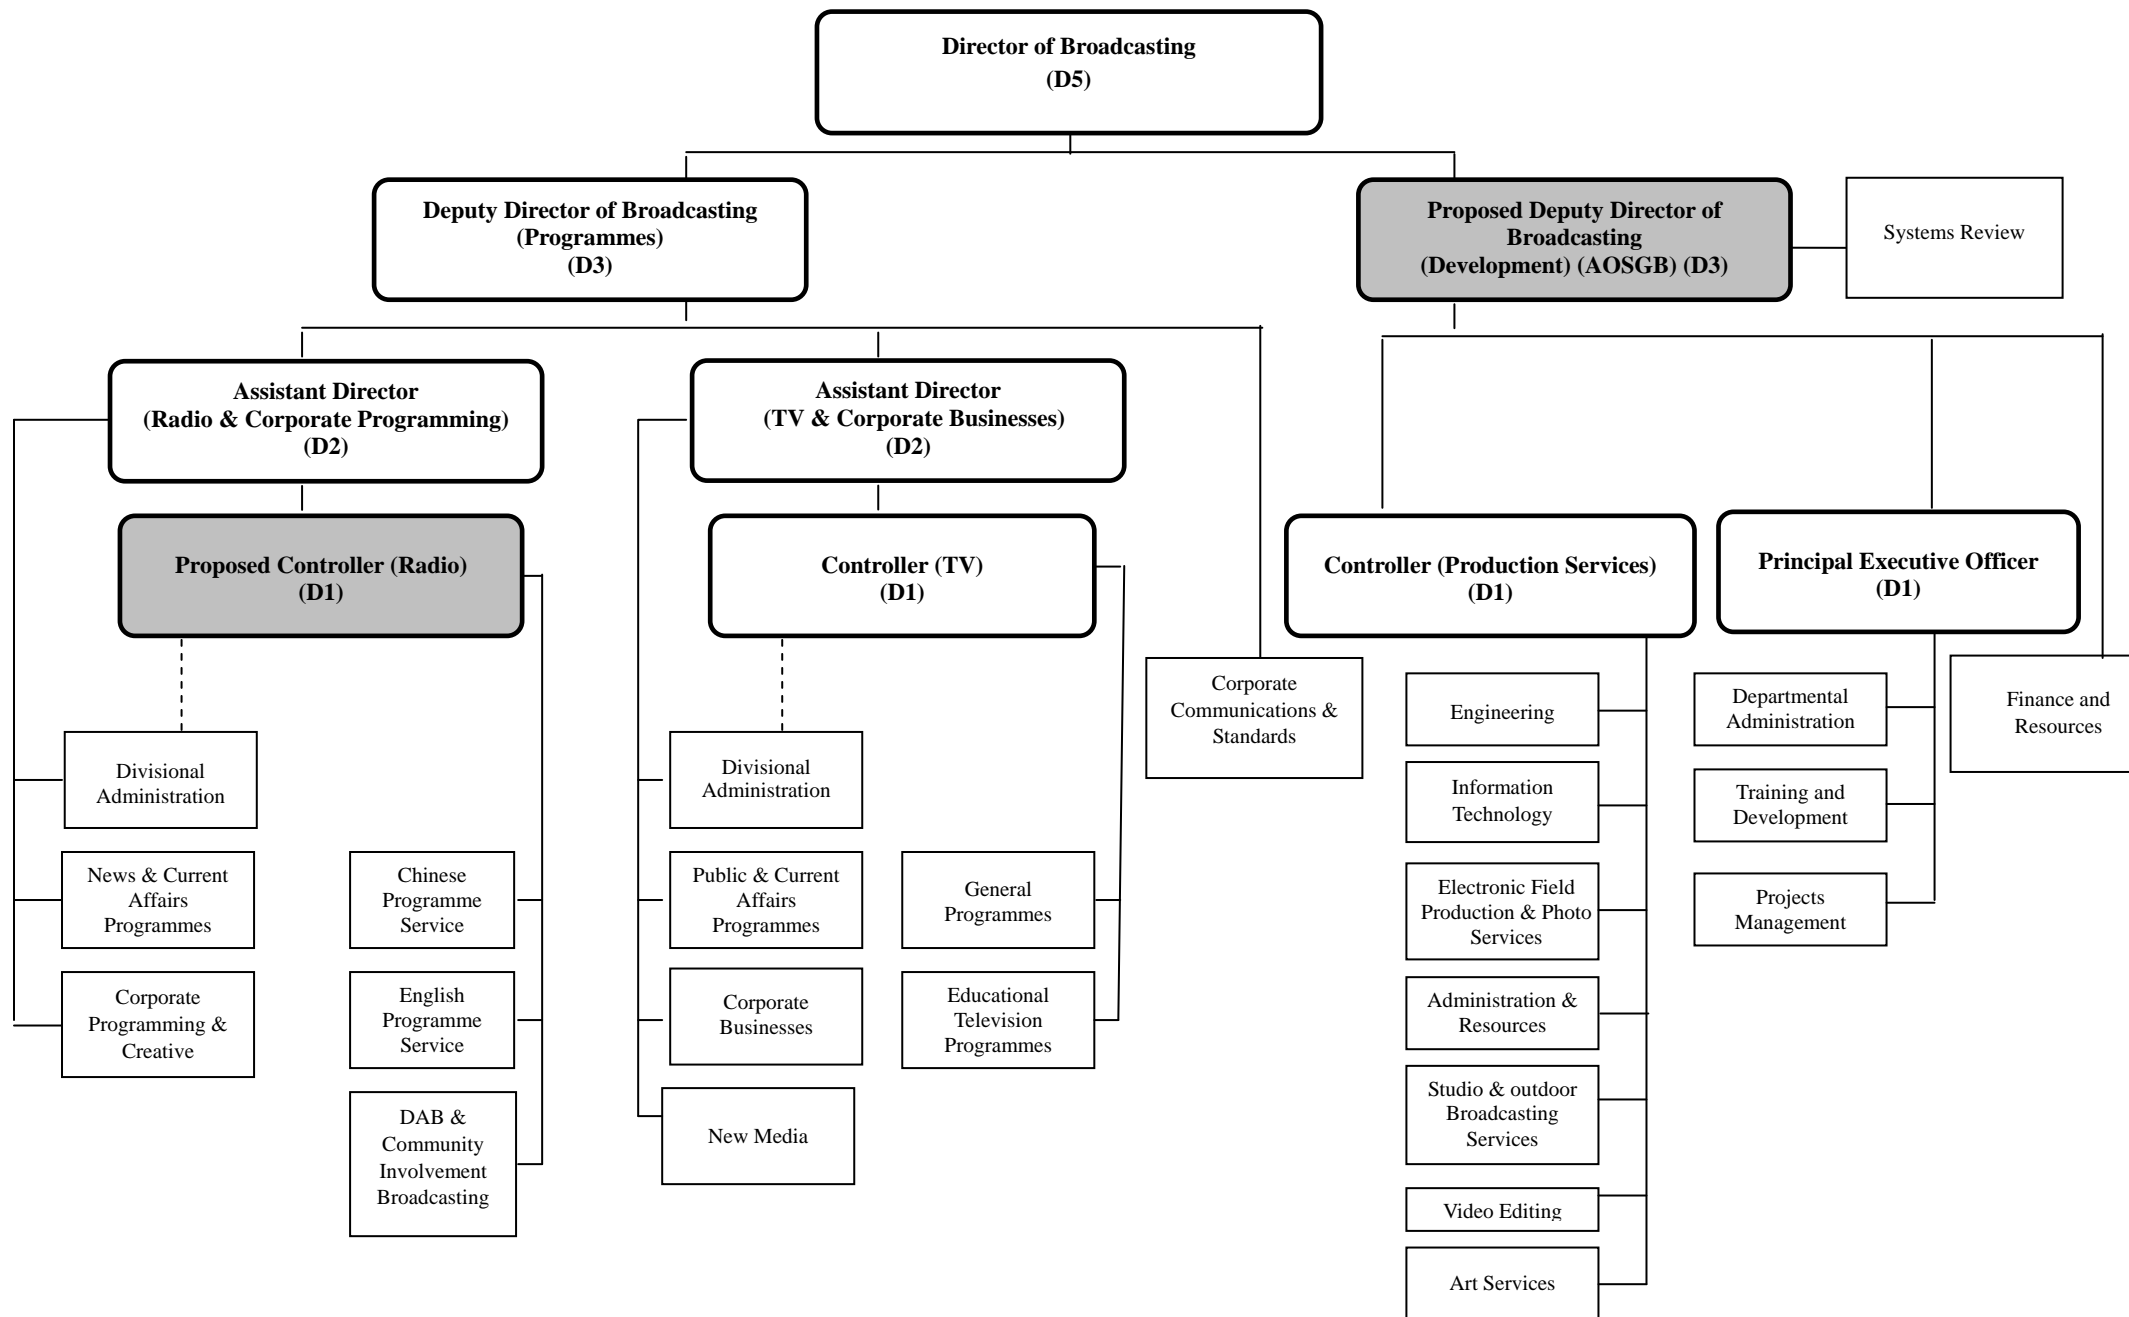 Director of Broadcasting
(D5)
Deputy Director of Broadcasting
(Programmes)
(D3)
Proposed Deputy Director of
Broadcasting
(Development) (AOSGB) (D3)
Systems Review
Assistant Director
(Radio & Corporate Programming)
(D2)
Assistant Director
(TV & Corporate Businesses)
(D2)
Proposed Controller (Radio)
(D1)
Controller (TV)
(D1)
Controller (Production Services)
(D1)
Principal Executive Officer
(D1)
Divisional
Administration
News & Current
Affairs
Programmes
Corporate
Programming &
Creative
Chinese
Programme
Service
English
Programme
Service
DAB &
Community
Involvement
Broadcasting
Divisional
Administration
Public & Current
Affairs
Programmes
Corporate
Businesses
New Media
General
Programmes
Educational
Television
Programmes
Corporate
Communications &
Standards
Engineering
Information
Technology
Electronic Field
Production & Photo
Services
Administration &
Resources
Studio & outdoor
Broadcasting
Services
Video Editing
Art Services
Departmental
Administration
Training and
Development
Projects
Management
Finance and
Resources